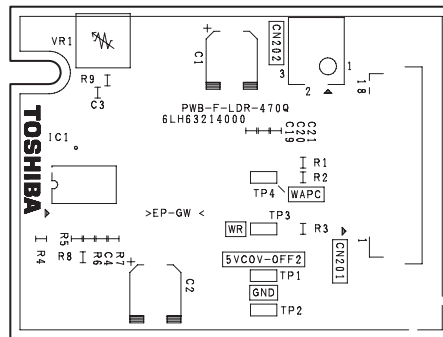 VR1
C1
CN202
R9
3
1
2
18
C3
PWB-F-LDR-470Q
6LH63214000
TOSHIBA
IC1
C19
C20
C21
R1
R2
TP4
WAPC
>EP-GW <
TP3
WR
R3
1
CN201
R4
R5
R8
R6
C4
R7
5VCOV-OFF2
TP1
C2
GND
TP2